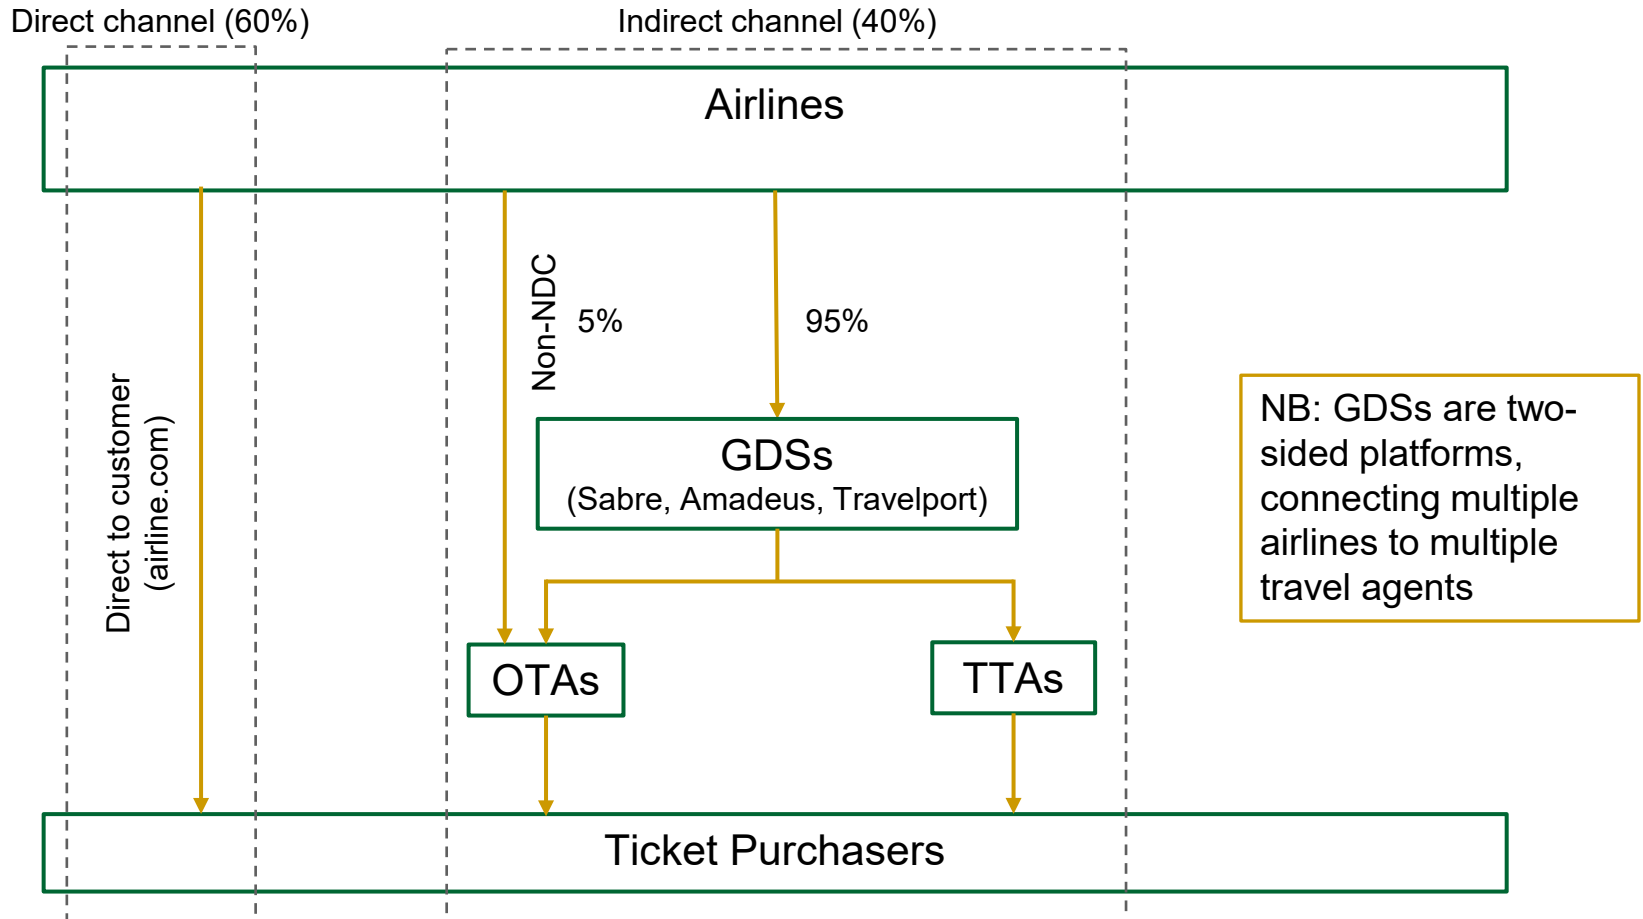 Direct channel (60%)
Indirect channel (40%)
Airlines
Non-NDC
5%
95%
Direct to customer
(airline.com)
GDSs
(Sabre, Amadeus, Travelport)
NB: GDSs are two-
sided platforms,
connecting multiple
airlines to multiple
travel agents
OTAs
TTAs
Ticket Purchasers